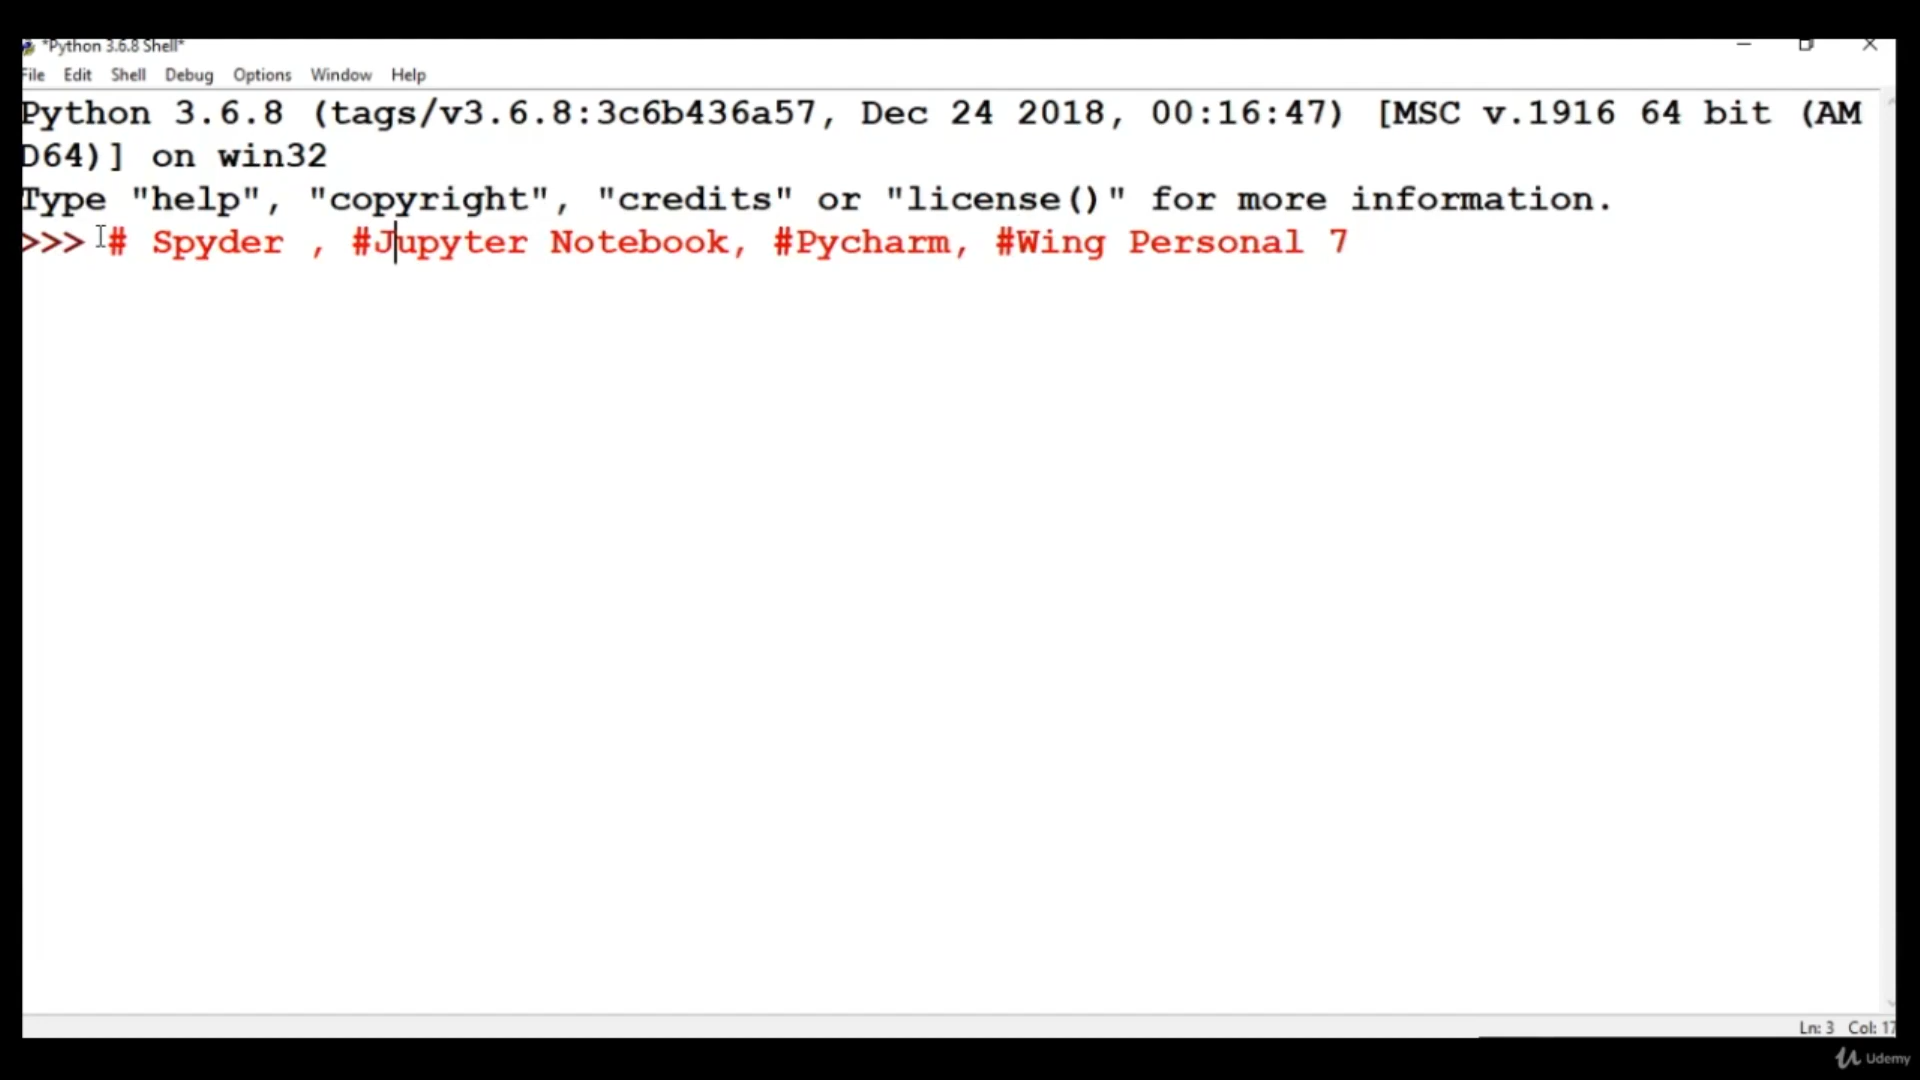 *Python 3.6.8 Shell*
File Edit Shell Debug Options Window Help
Python 3.6.8 (tags/v3.6.8:3c6b436a57, Dec 24 2018, 00:16:47) [MSC v.1916 64 bit (AM
D64)] on win32
Type "help", "copyright", "credits" or "license()" for more information.
>>> # Spyder , #Jupyter Notebook, #Pycharm, #Wing Personal 7
Ln: 3 Col: 17
Udemy